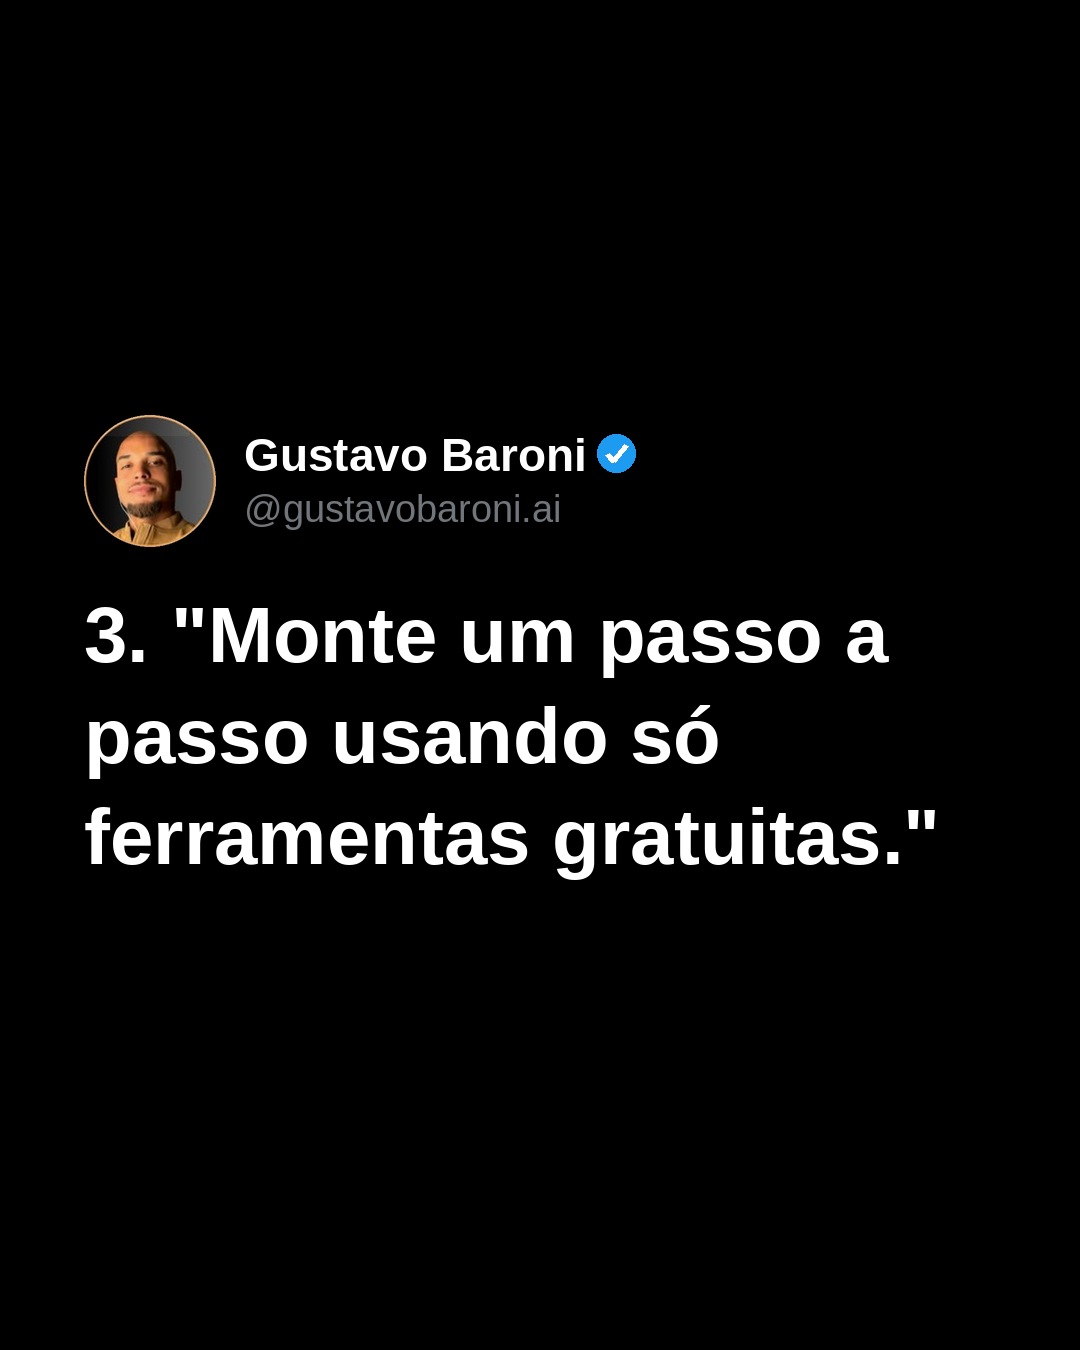 Gustavo Baroni
@gustavobaroni.ai
3. "Monte um passo a
passo usando só
ferramentas gratuitas."